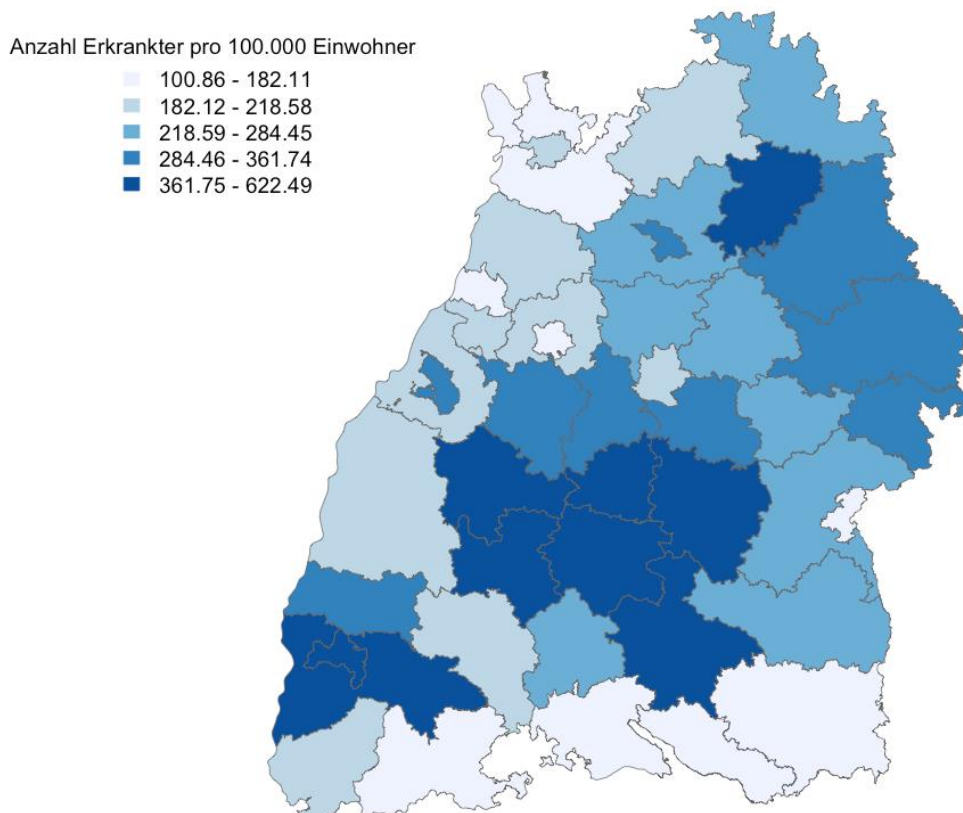 Anzahl Erkrankter pro 100.000 Einwohner
100.86 - 182.11
182.12 - 218.58
218.59 - 284.45
284.46 - 361.74
361.75 - 622.49